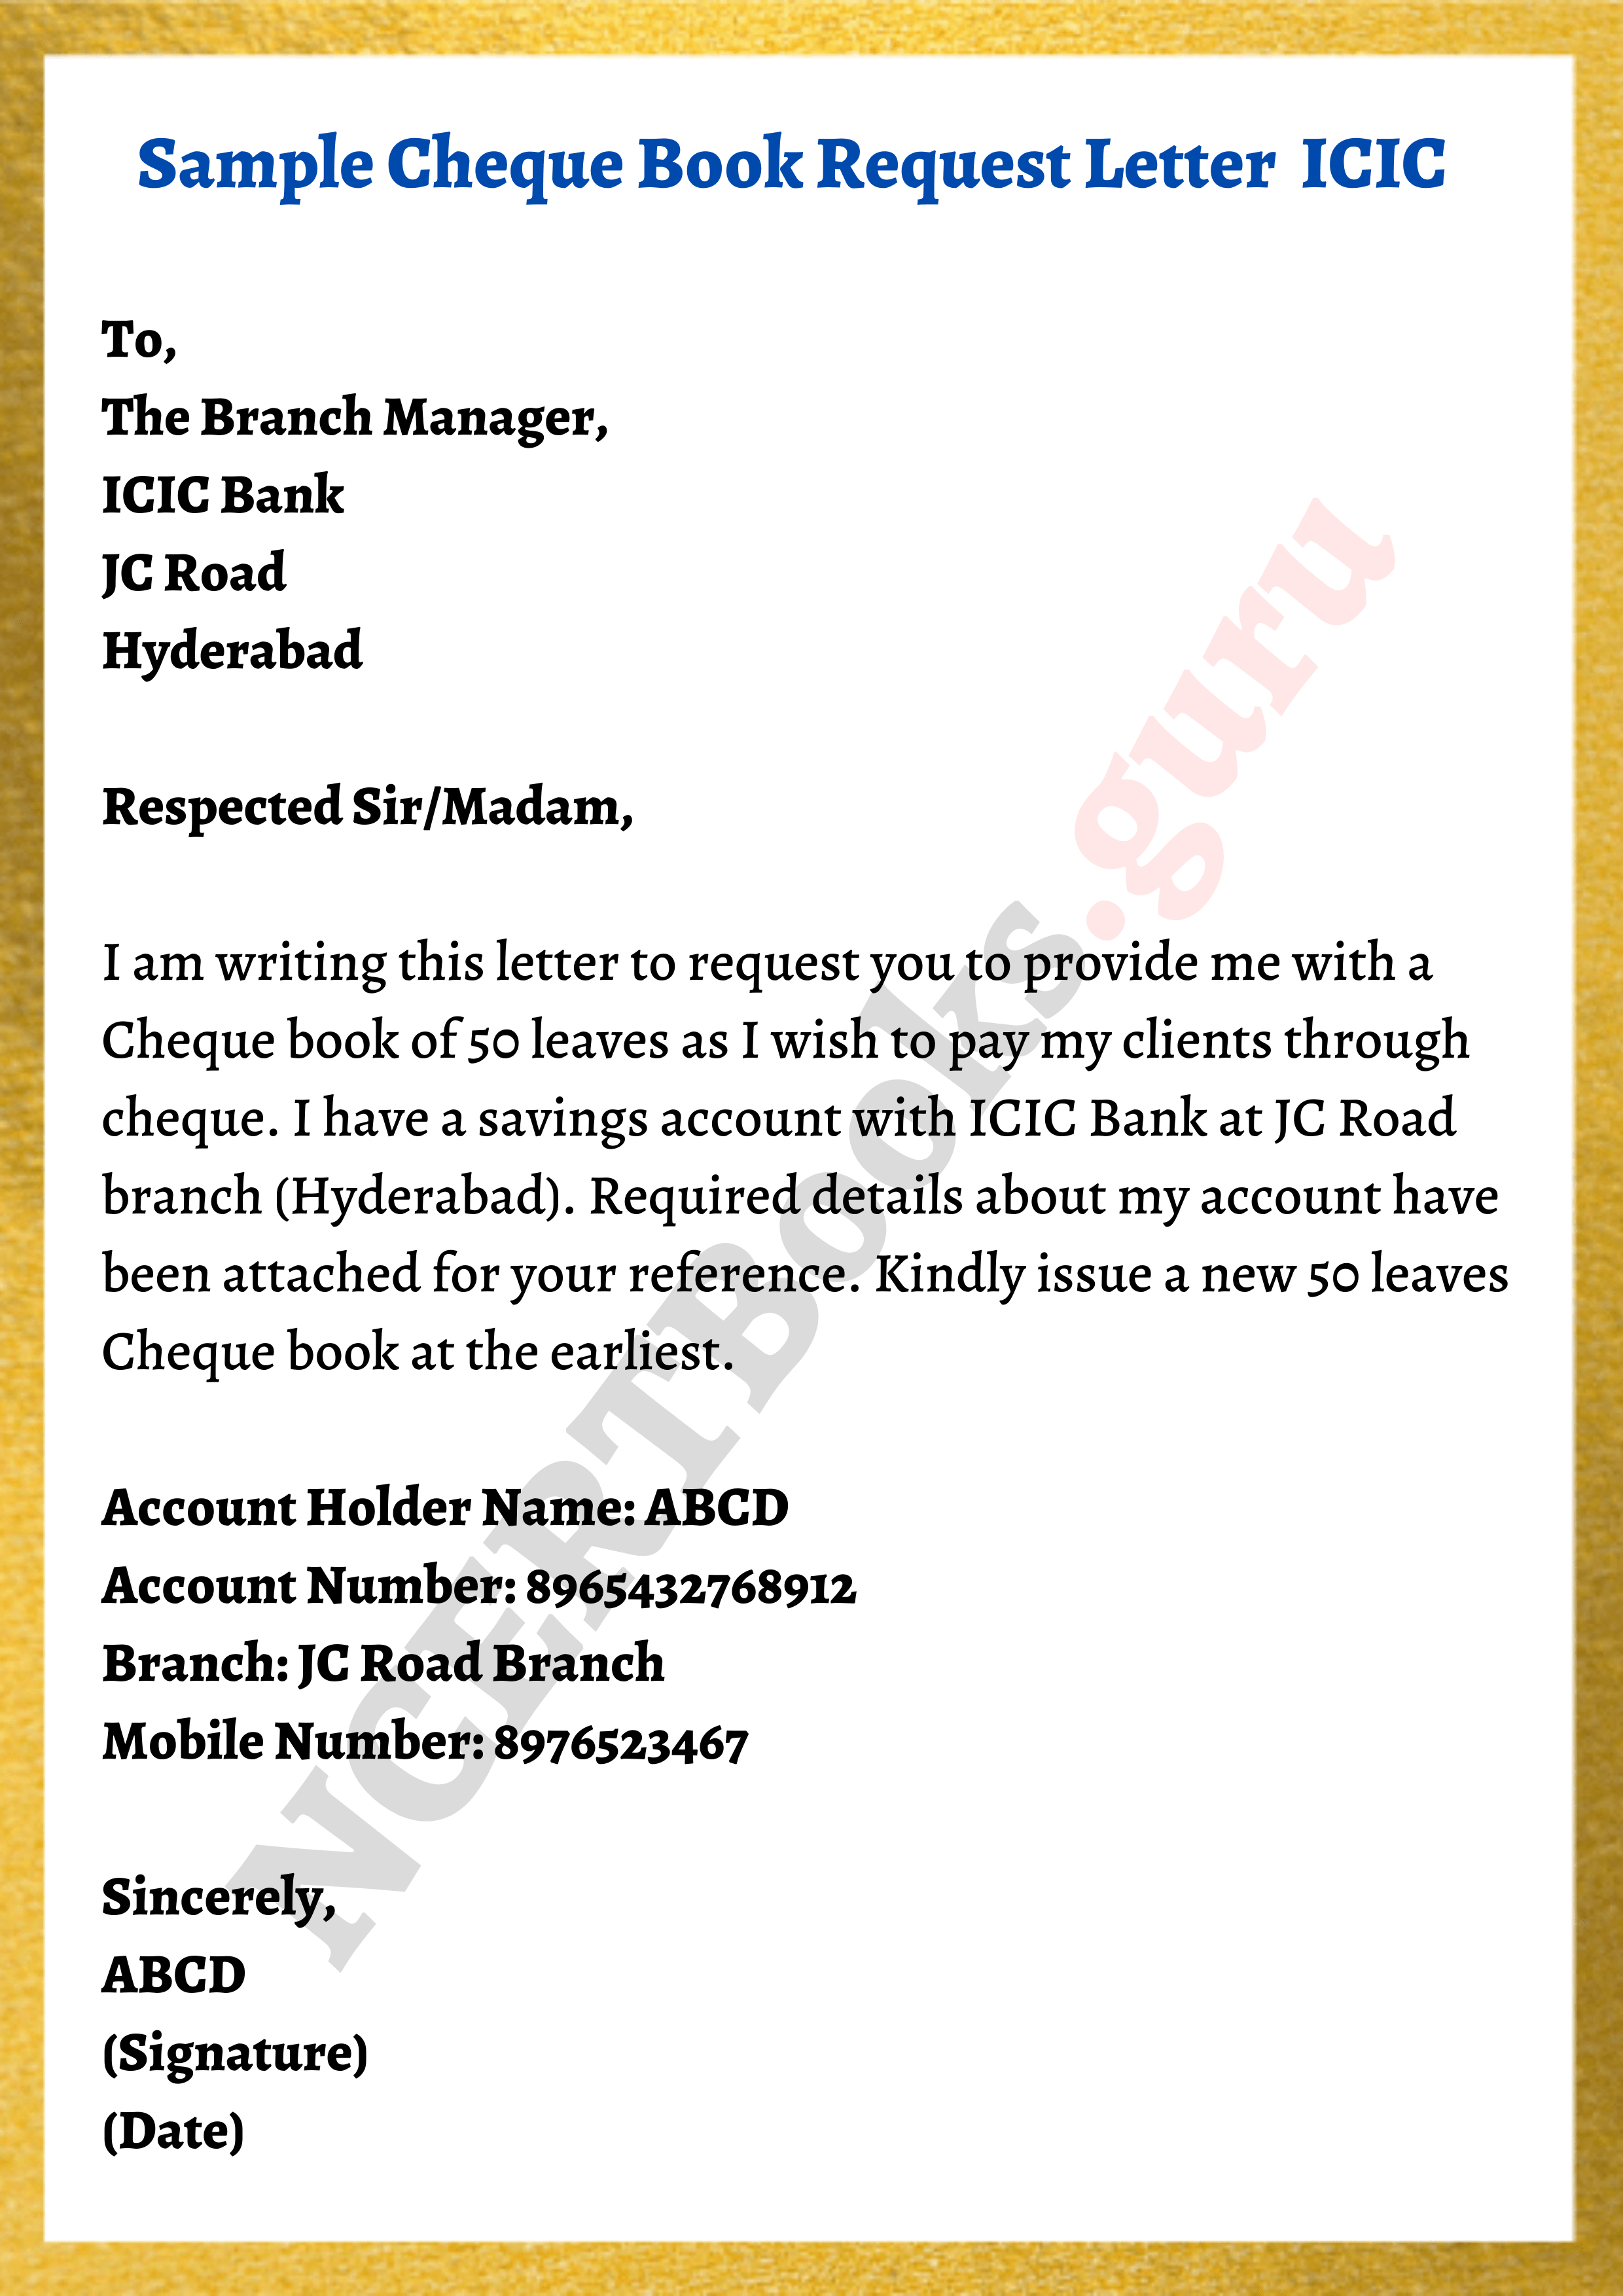 Sample Cheque Book Request Letter ICIC
To,
The Branch Manager,
ICIC Bank
JC Road
Hyderabad
Respected Sir/Madam,
I am writing this letter to request you to provide me with a
Cheque book of 50 leaves as I wish to pay my clients through
cheque. I have a savings account with ICIC Bank at JC Road
branch (Hyderabad). Required details about my account have
been attached for your reference. Kindly issue a new 50 leaves
Cheque book at the earliest.
Account Holder Name: ABCD
Account Number: 8965432768912
Branch: JC Road Branch
Mobile Number: 8976523467
Sincerely,
ABCD
(Signature)
(Date)
NCERTBooks.guru